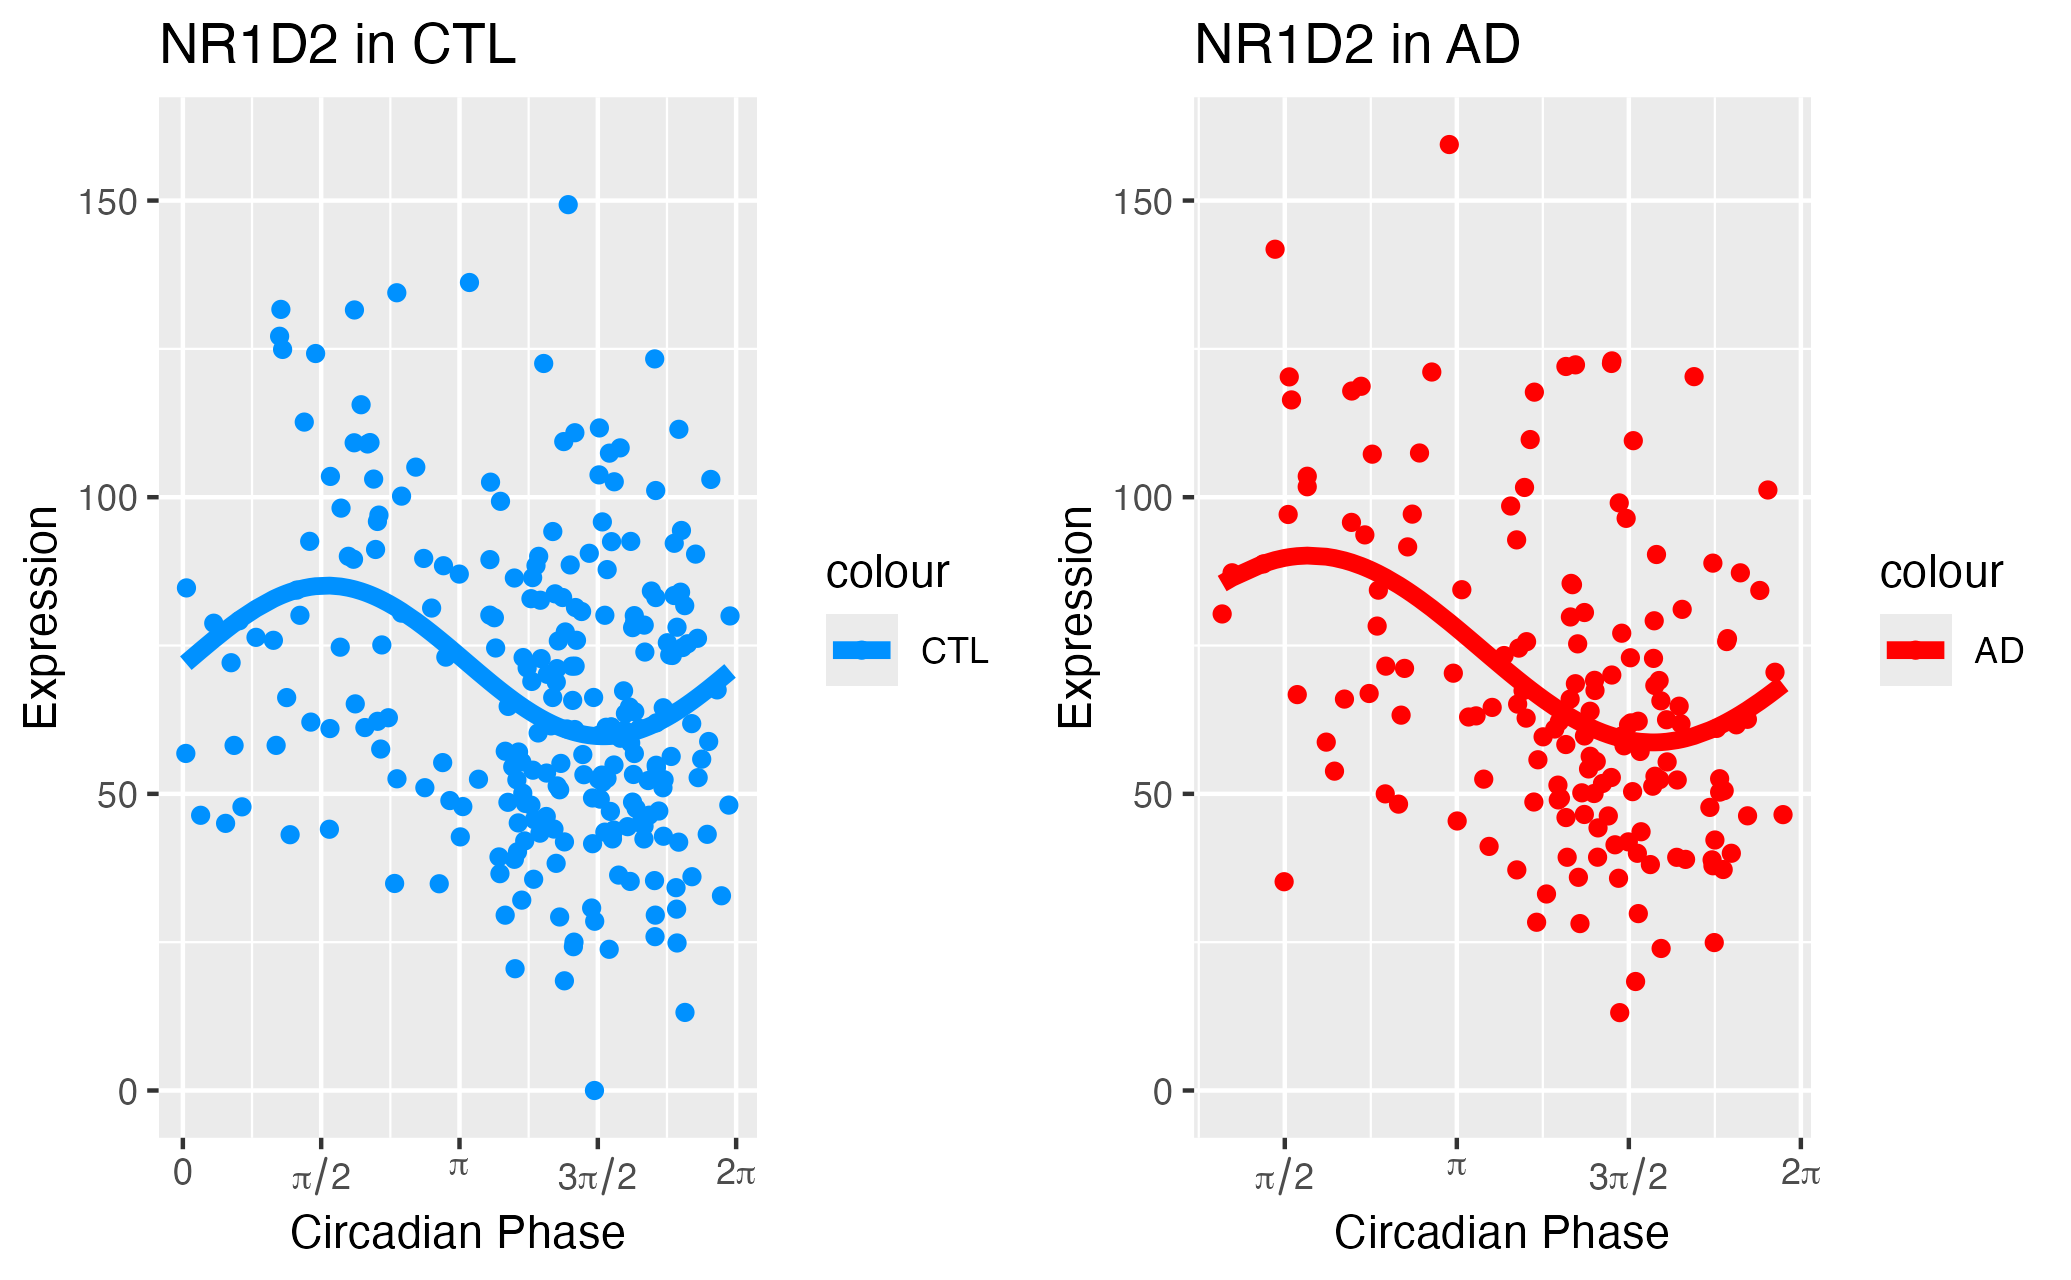 NR1D2 in CTL
150
100
50
0
Expression
0 π/2 π 3π/2 2π
Circadian Phase
colour
CTL
NR1D2 in AD
150
100
50
0
Expression
π/2 π 3π/2 2π
Circadian Phase
colour
AD